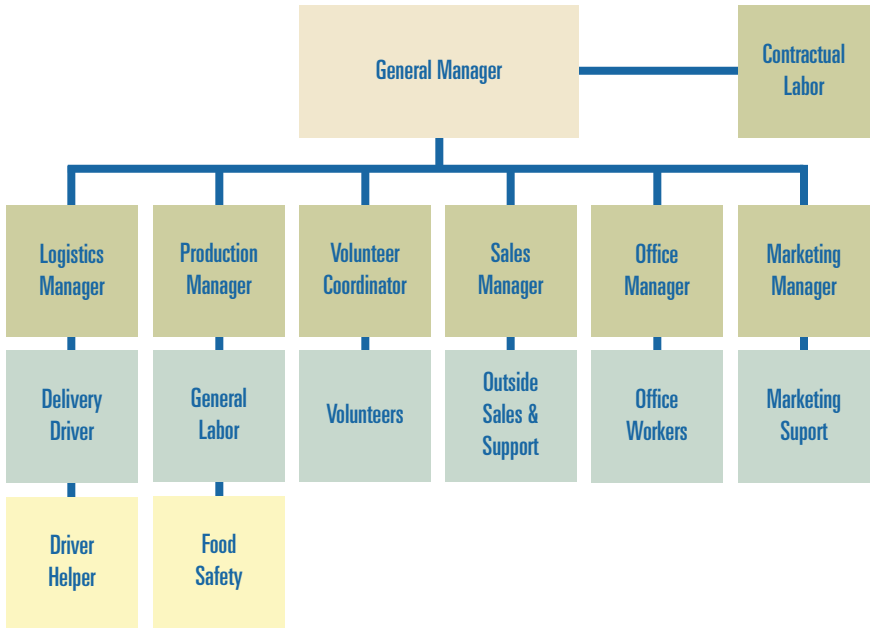 General Manager
Contractual
Labor
Logistics
Manager
Production
Manager
Volunteer
Coordinator
Sales
Manager
Office
Manager
Marketing
Manager
Delivery
Driver
General
Labor
Volunteers
Outside
Sales &
Support
Office
Workers
Marketing
Suport
Driver
Helper
Food
Safety